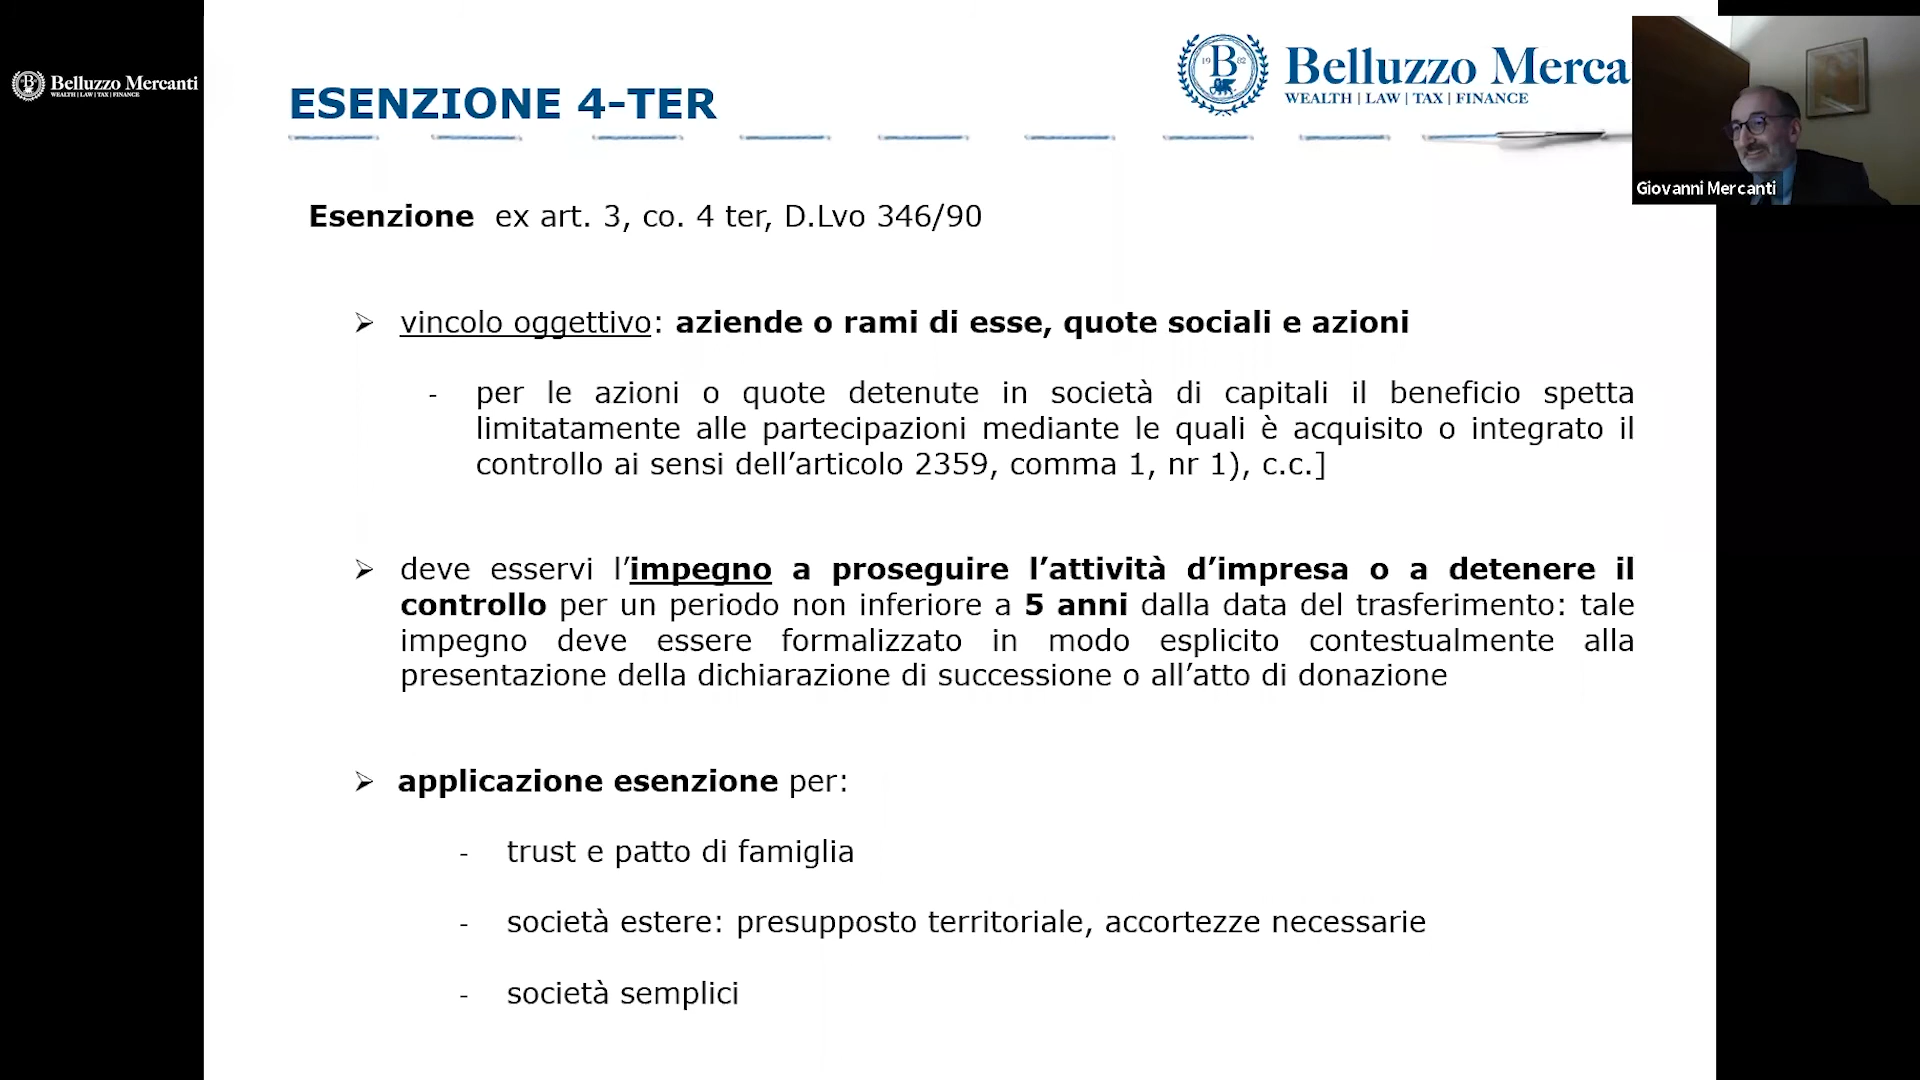 Belluzzo Mercanti
WEALTH | LAW | TAX | FINANCE
ESENZIONE 4-TER
19 B 82
Belluzzo Merca
WEALTH | LAW | TAX | FINANCE
Giovanni Mercanti
Esenzione ex art. 3, co. 4 ter, D.Lvo 346/90
➢ vincolo oggettivo: aziende o rami di esse, quote sociali e azioni
- per le azioni o quote detenute in società di capitali il beneficio spetta
limitatamente alle partecipazioni mediante le quali è acquisito o integrato il
controllo ai sensi dell’articolo 2359, comma 1, nr 1), c.c.]
➢ deve esservi l’impegno a proseguire l’attività d’impresa o a detenere il
controllo per un periodo non inferiore a 5 anni dalla data del trasferimento: tale
impegno deve essere formalizzato in modo esplicito contestualmente alla
presentazione della dichiarazione di successione o all’atto di donazione
➢ applicazione esenzione per:
- trust e patto di famiglia
- società estere: presupposto territoriale, accortezze necessarie
- società semplici